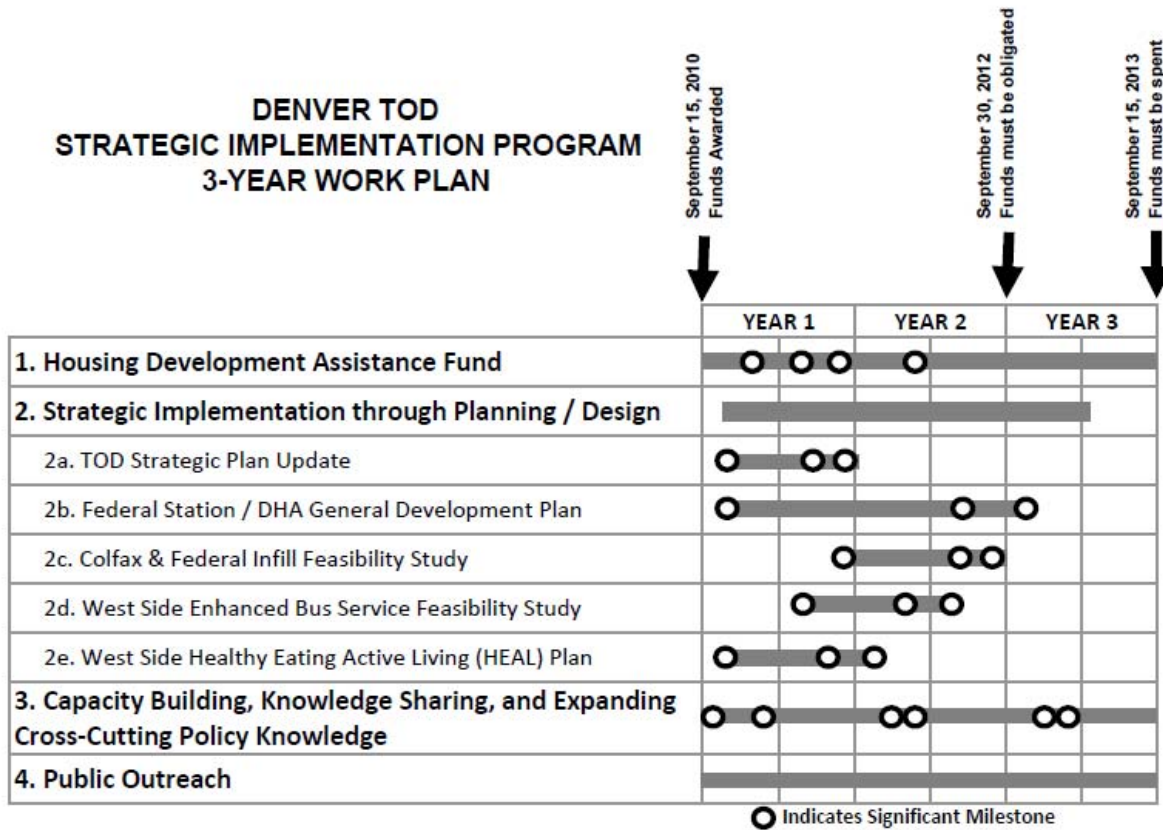 DENVER TOD
STRATEGIC IMPLEMENTATION PROGRAM
3-YEAR WORK PLAN
September 15, 2010
Funds Awarded
September 30, 2012
Funds must be obligated
September 15, 2013
Funds must be spent
YEAR 1 YEAR 2 YEAR 3
1. Housing Development Assistance Fund
2. Strategic Implementation through Planning / Design
2a. TOD Strategic Plan Update
2b. Federal Station / DHA General Development Plan
2c. Colfax & Federal Infill Feasibility Study
2d. West Side Enhanced Bus Service Feasibility Study
2e. West Side Healthy Eating Active Living (HEAL) Plan
3. Capacity Building, Knowledge Sharing, and Expanding
Cross-Cutting Policy Knowledge
4. Public Outreach
Indicates Significant Milestone